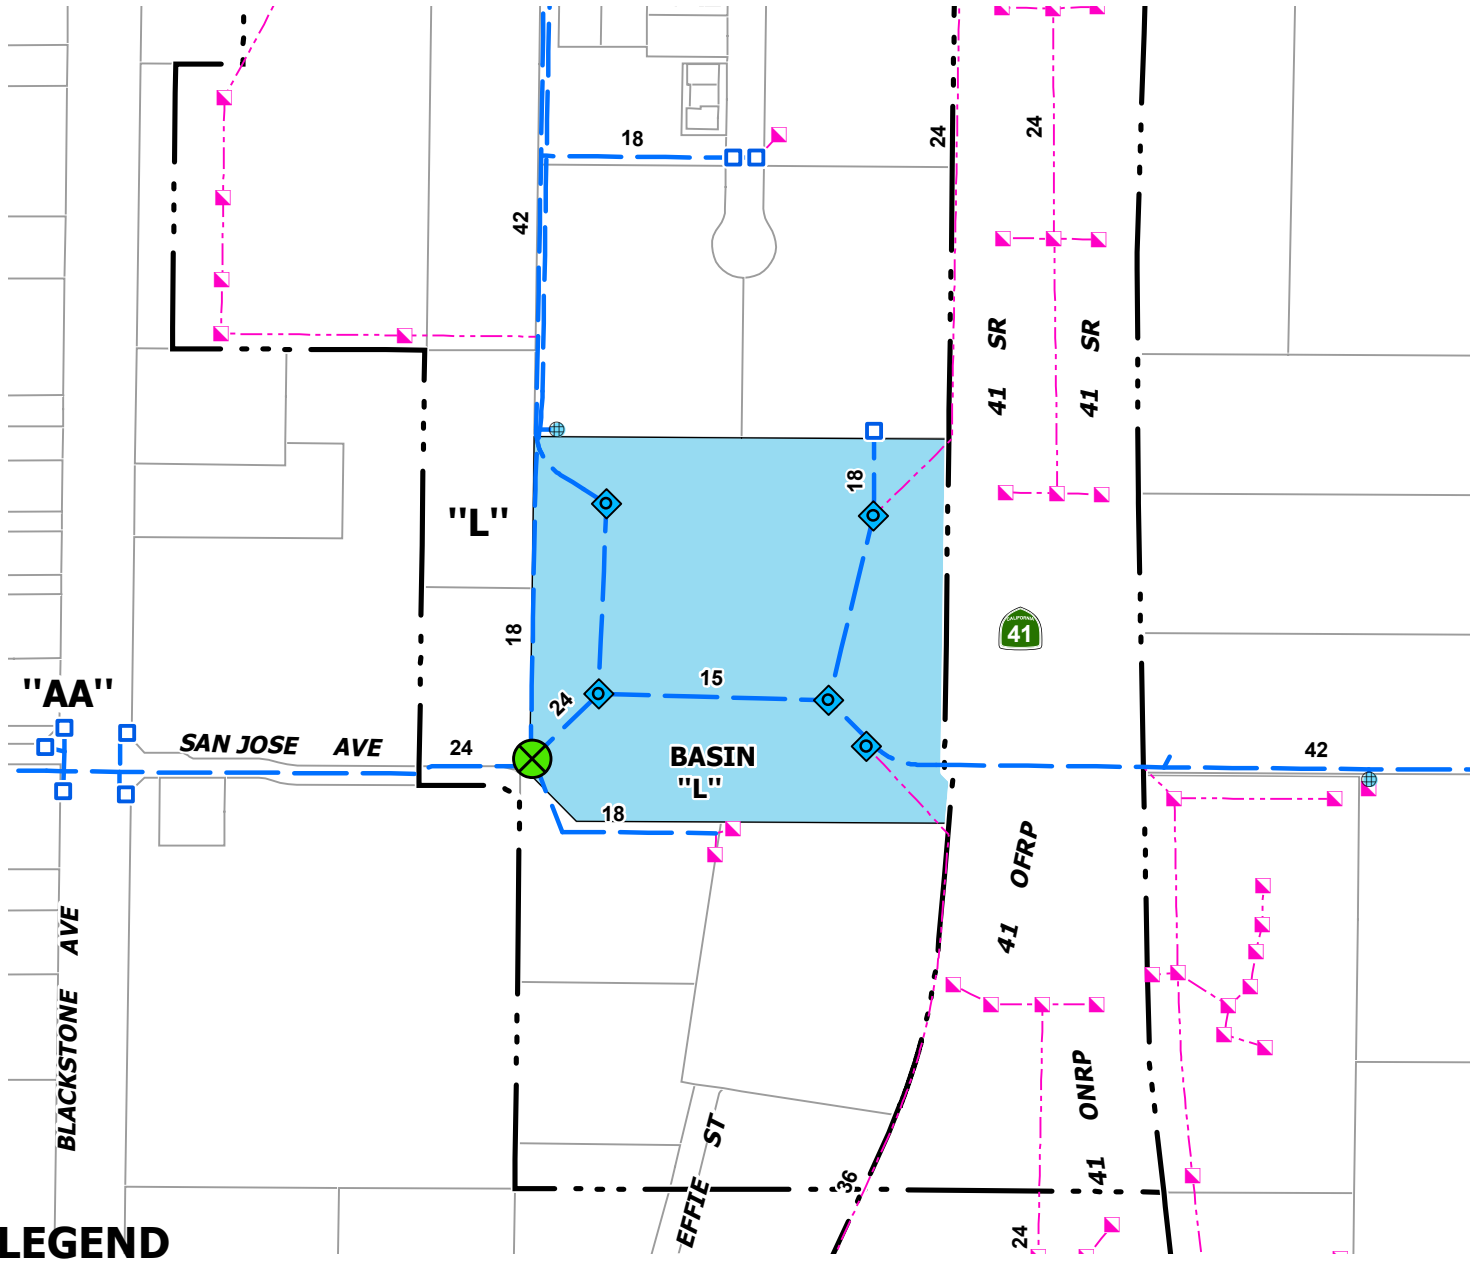 24
24
18
42
41 SR
41 SR
18
"L"
18
CALIFORNIA
41
"AA"
15
24
SAN JOSE AVE
24
BASIN
"L"
42
18
41 OFRP
BLACKSTONE AVE
41 ONRP
EFFIE ST
36
24
LEGEND